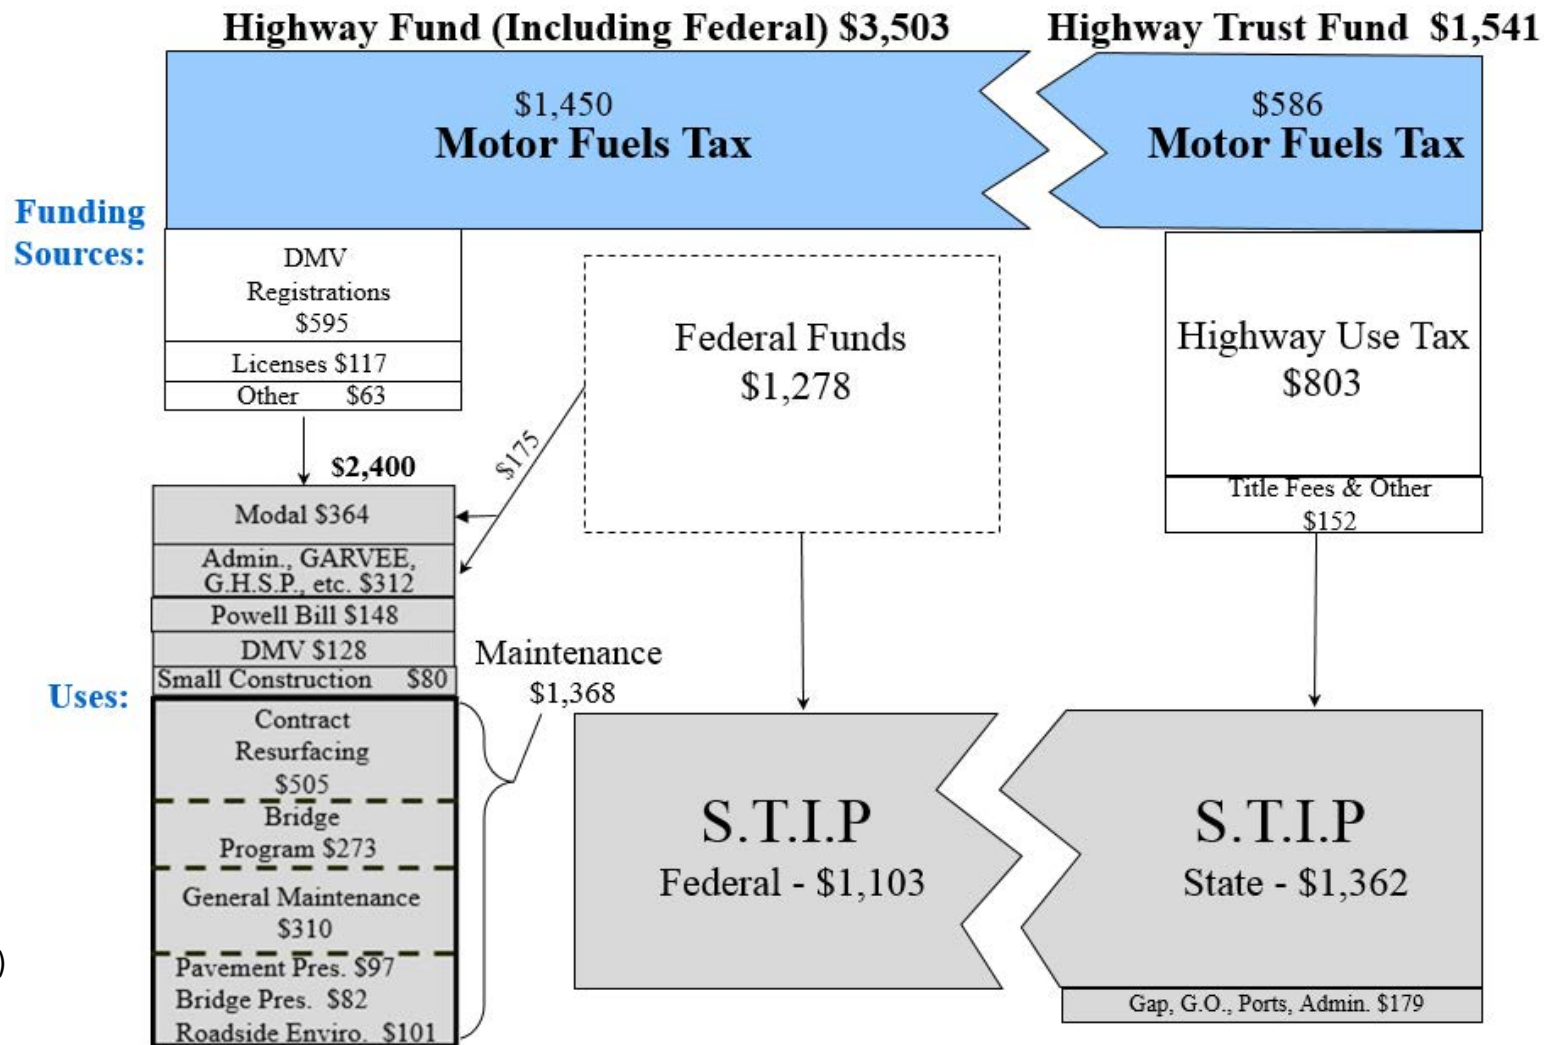 Highway Fund (Including Federal) $3,503
Highway Trust Fund $1,541
$1,450
Motor Fuels Tax
$586
Motor Fuels Tax
Funding
Sources:
DMV
Registrations
$595
Licenses $117
Other $63
Federal Funds
$1,278
Highway Use Tax
$803
Title Fees & Other
$152
$175
$2,400
Modal $364
Admin., GARVEE,
G.H.S.P., etc. $312
Powell Bill $148
DMV $128
Small Construction $80
Uses:
Maintenance
$1,368
Contract
Resurfacing
$505
Bridge
Program $273
General Maintenance
$310
Pavement Pres. $97
Bridge Pres. $82
Roadside Enviro. $101
)
S.T.I.P
Federal - $1,103
S.T.I.P
State - $1,362
Gap, G.O., Ports, Admin. $179